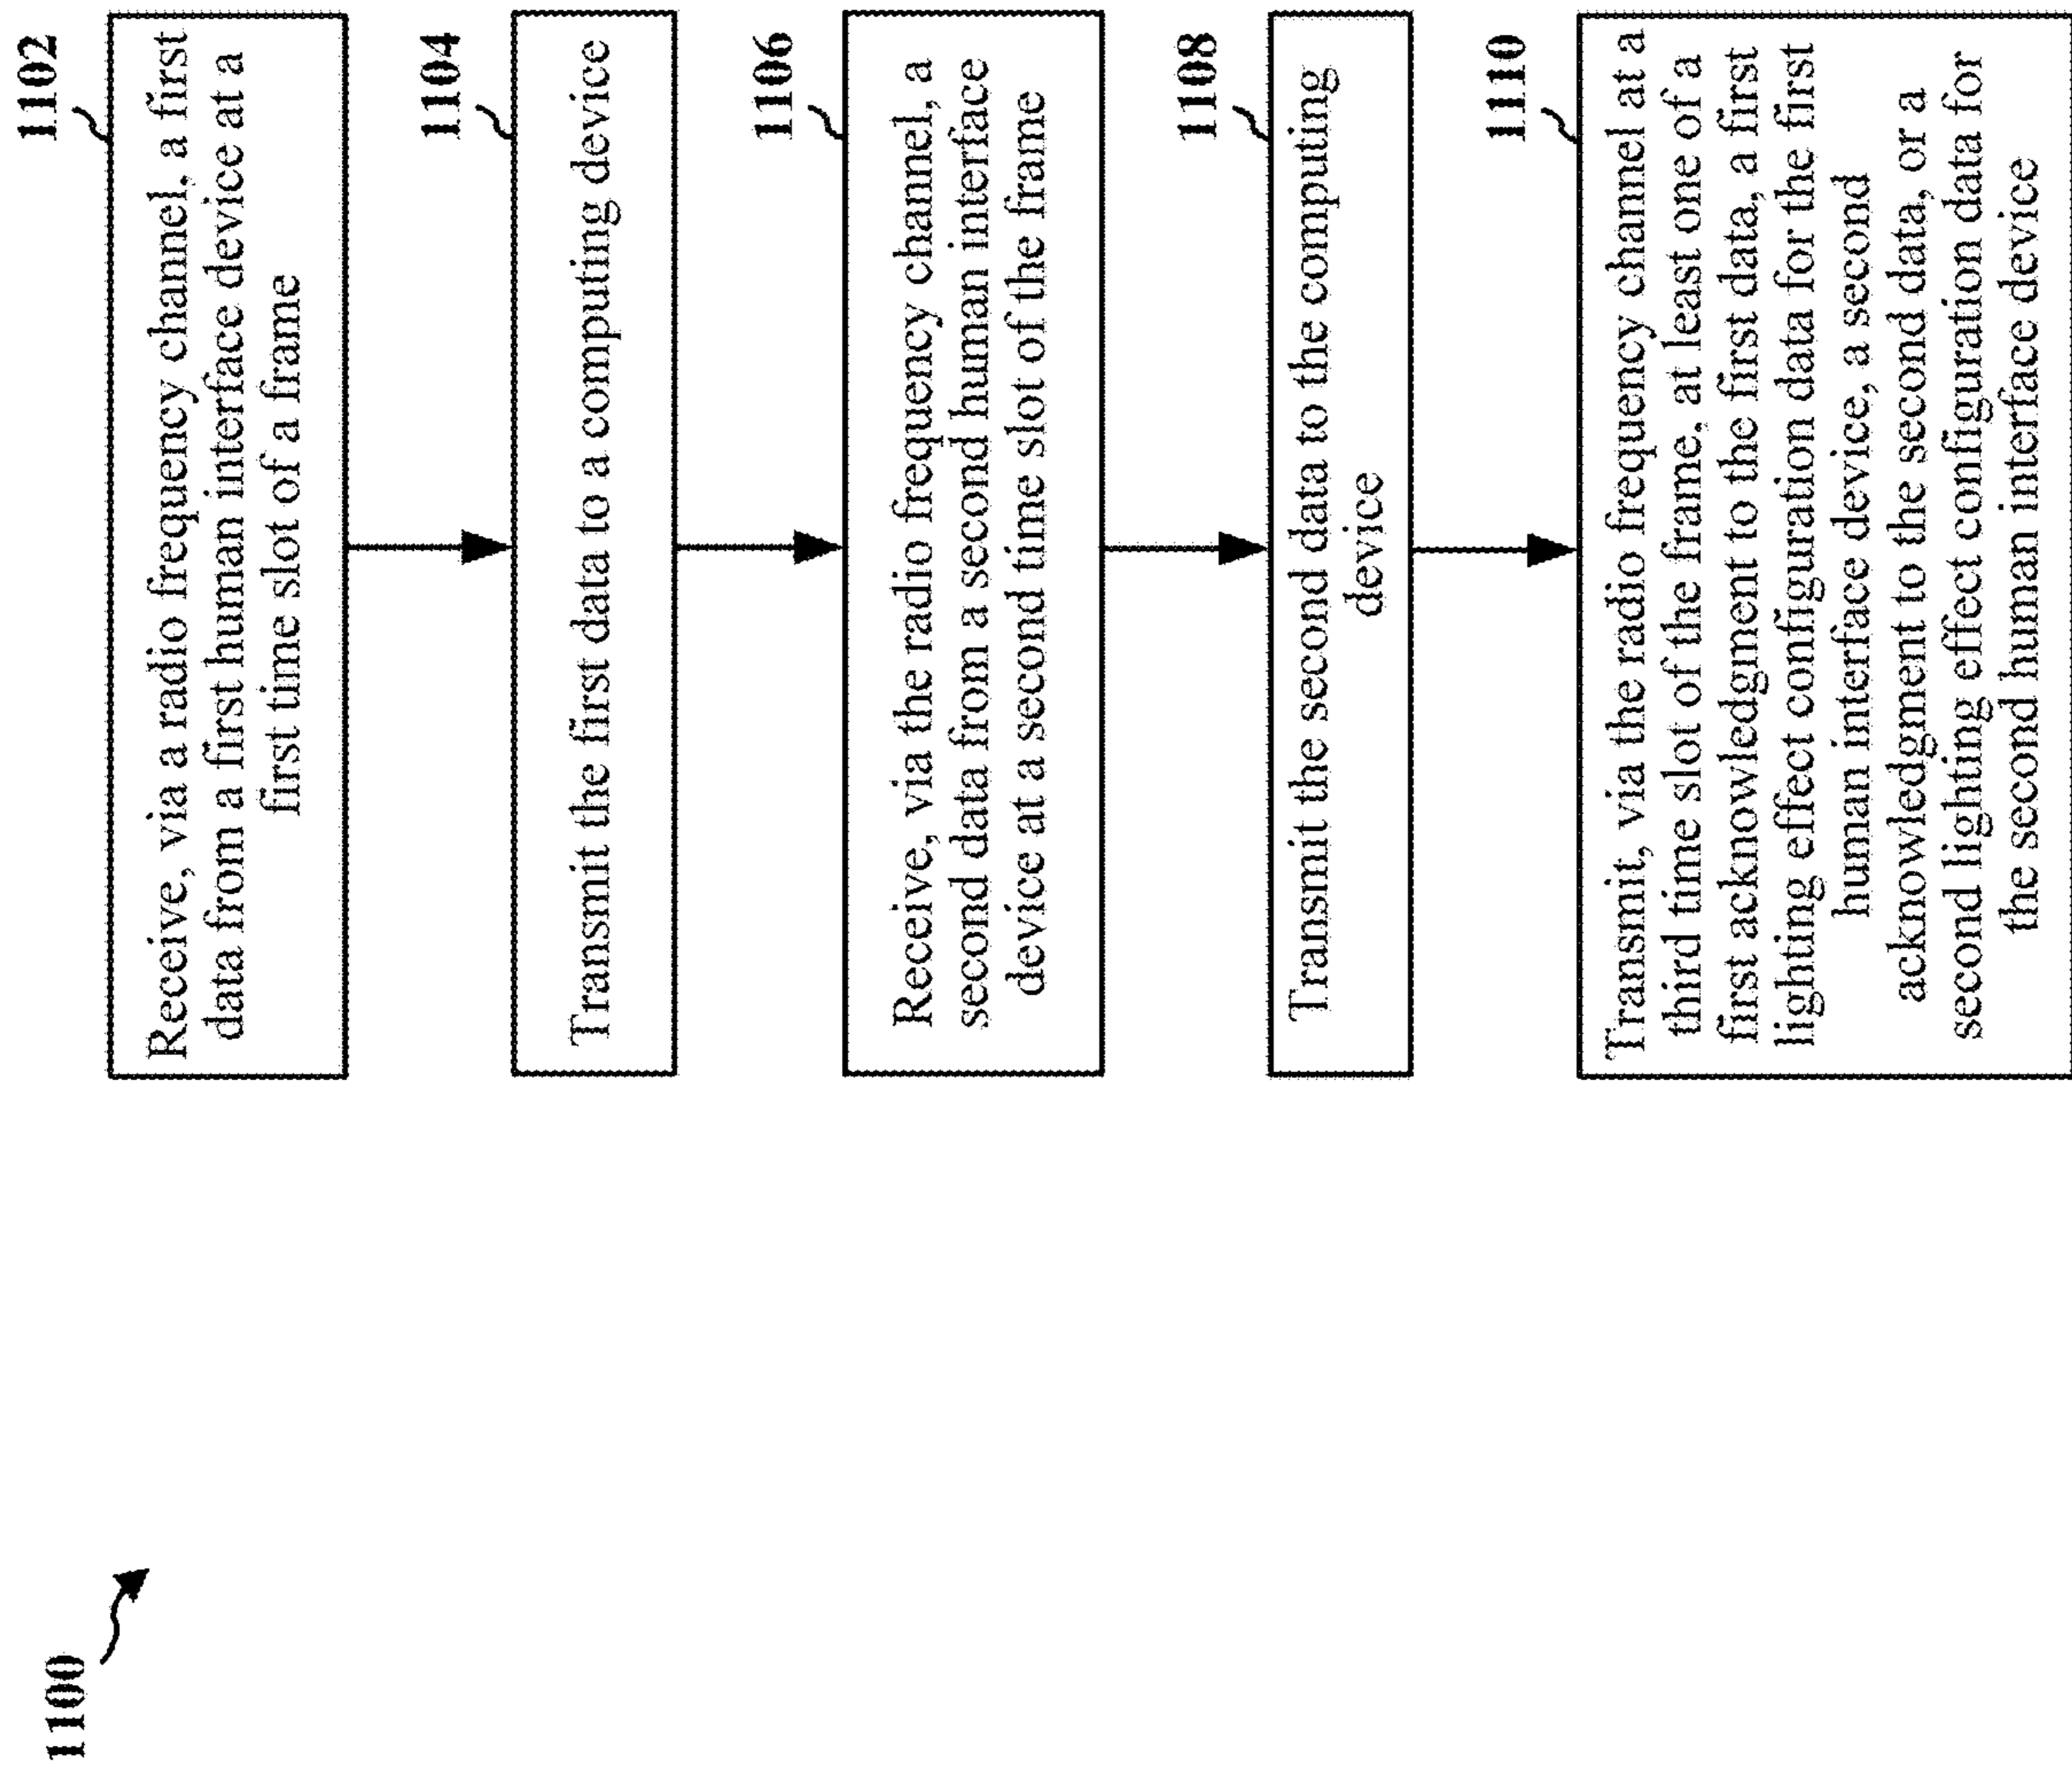 1100
1102
Receive, via a radio frequency channel, a first
data from a first human interface device at a
first time slot of a frame
1104
Transmit the first data to a computing device
1106
Receive, via the radio frequency channel, a
second data from a second human interface
device at a second time slot of the frame
1108
Transmit the second data to the computing
device
1110
Transmit, via the radio frequency channel at a
third time slot of the frame, at least one of a
first acknowledgment to the first data, a first
lighting effect configuration data for the first
human interface device, a second
acknowledgment to the second data, or a
second lighting effect configuration data for
the second human interface device